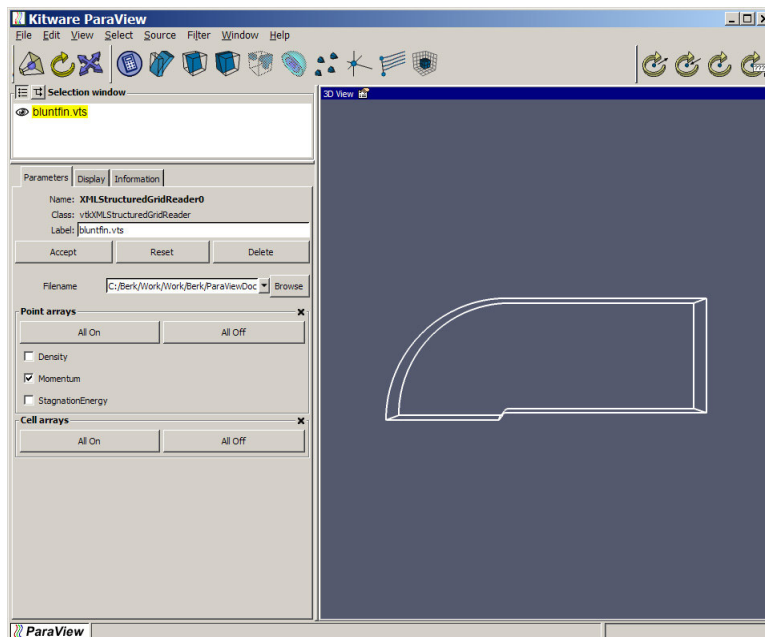 Kitware ParaView
File Edit View Select Source Filter Window Help
Selection window
3D View
bluntfin.vts
Parameters Display Information
Name: XMLStructuredGridReader0
Class: vtkXMLStructuredGridReader
Label: bluntfin.vts
Accept Reset Delete
Filename C:/Berk/Work/Work/Berk/ParaViewDoc Browse
Point arrays
All On All Off
Density
Momentum
StagnationEnergy
Cell arrays
All On All Off
ParaView